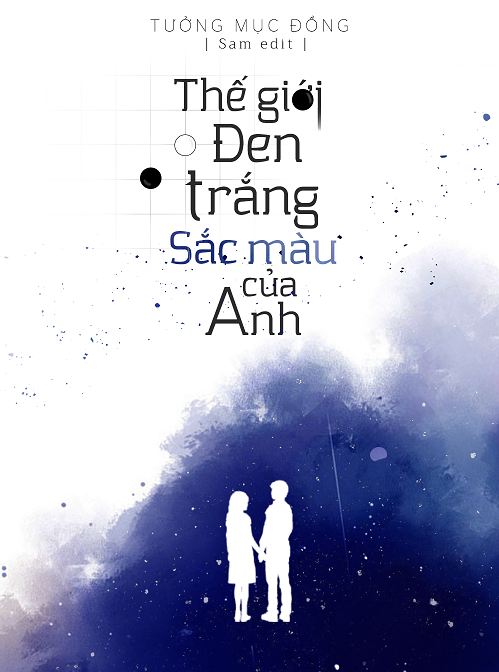 TƯỞNG MỤC ĐỒNG
| Sam edit |
Thế giới
Đen
trắng
Sắc màu
của
Anh